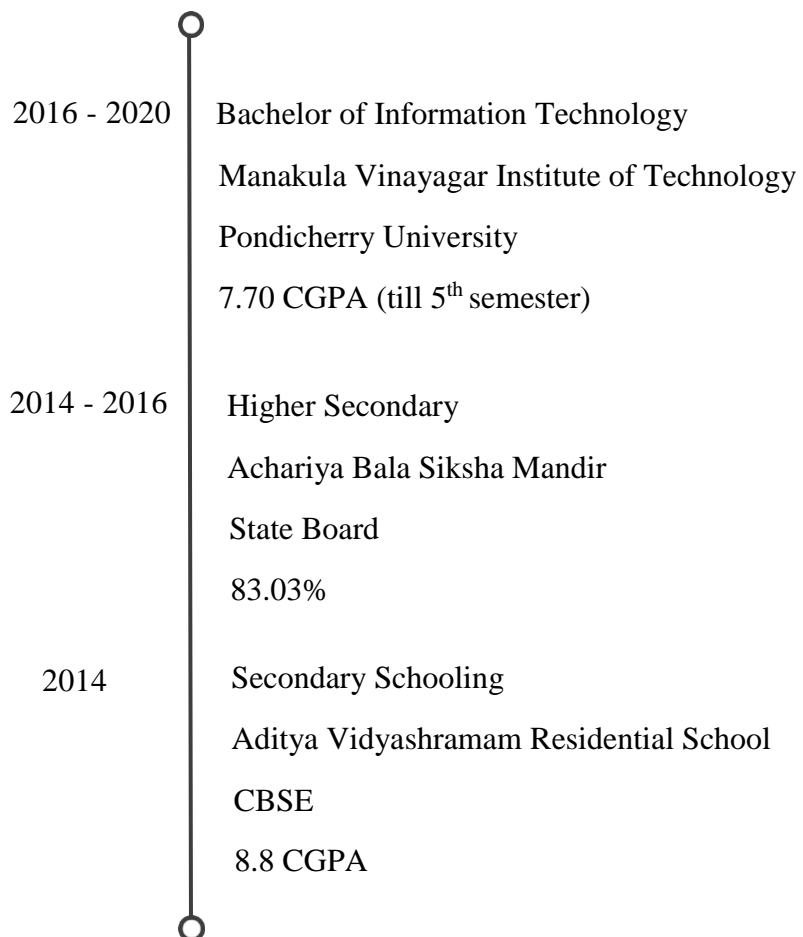 2016 - 2020
Bachelor of Information Technology
Manakula Vinayagar Institute of Technology
Pondicherry University
7.70 CGPA (till 5th semester)
2014 - 2016
Higher Secondary
Achariya Bala Siksha Mandir
State Board
83.03%
2014
Secondary Schooling
Aditya Vidyashramam Residential School
CBSE
8.8 CGPA